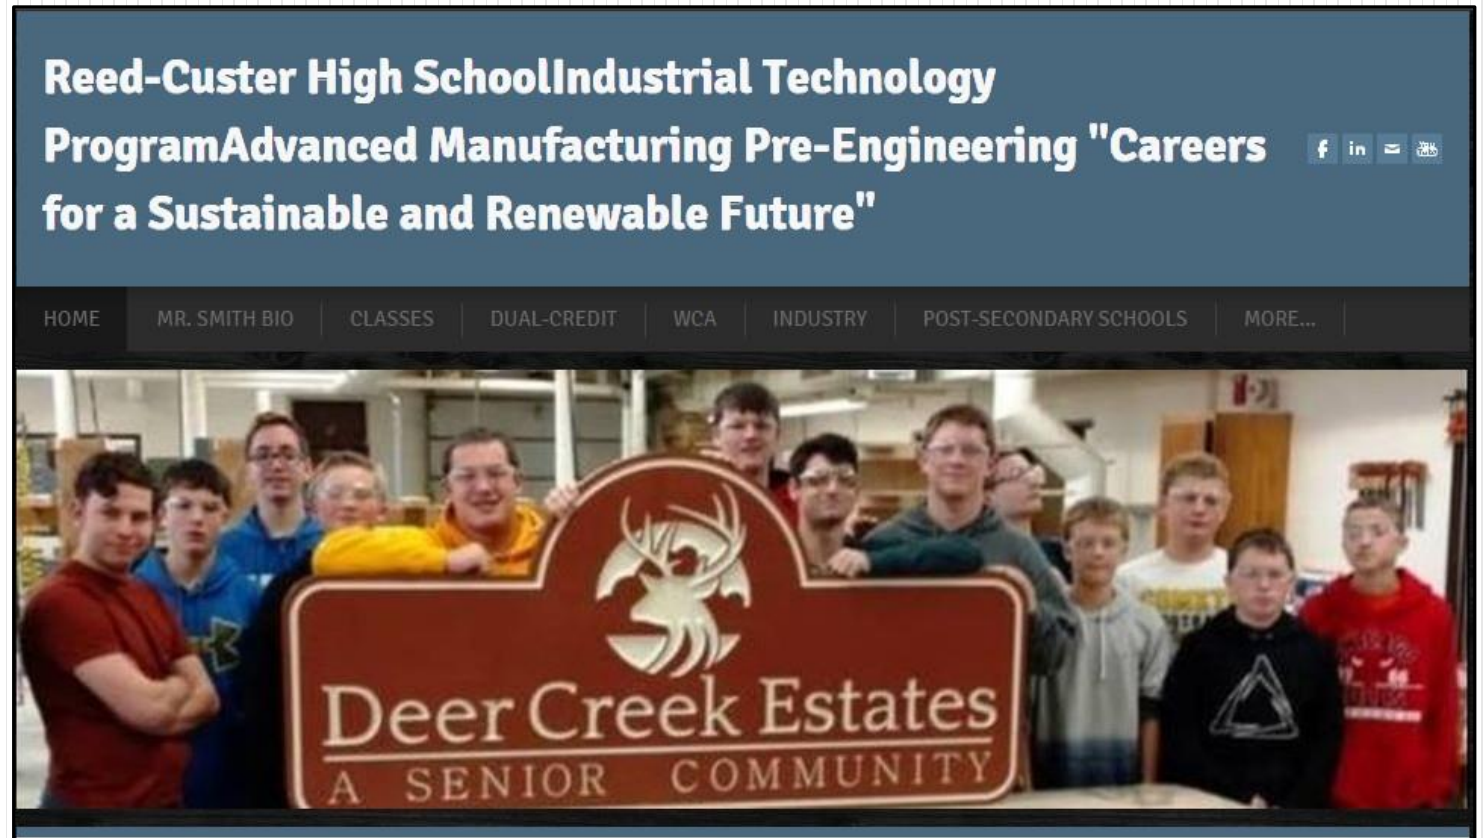 Reed-Custer High SchoolIndustrial Technology
ProgramAdvanced Manufacturing Pre-Engineering "Careers
for a Sustainable and Renewable Future"
f in
HOME MR. SMITH BIO CLASSES DUAL-CREDIT WCA INDUSTRY POST-SECONDARY SCHOOLS MORE...
Deer Creek Estates
A SENIOR COMMUNITY